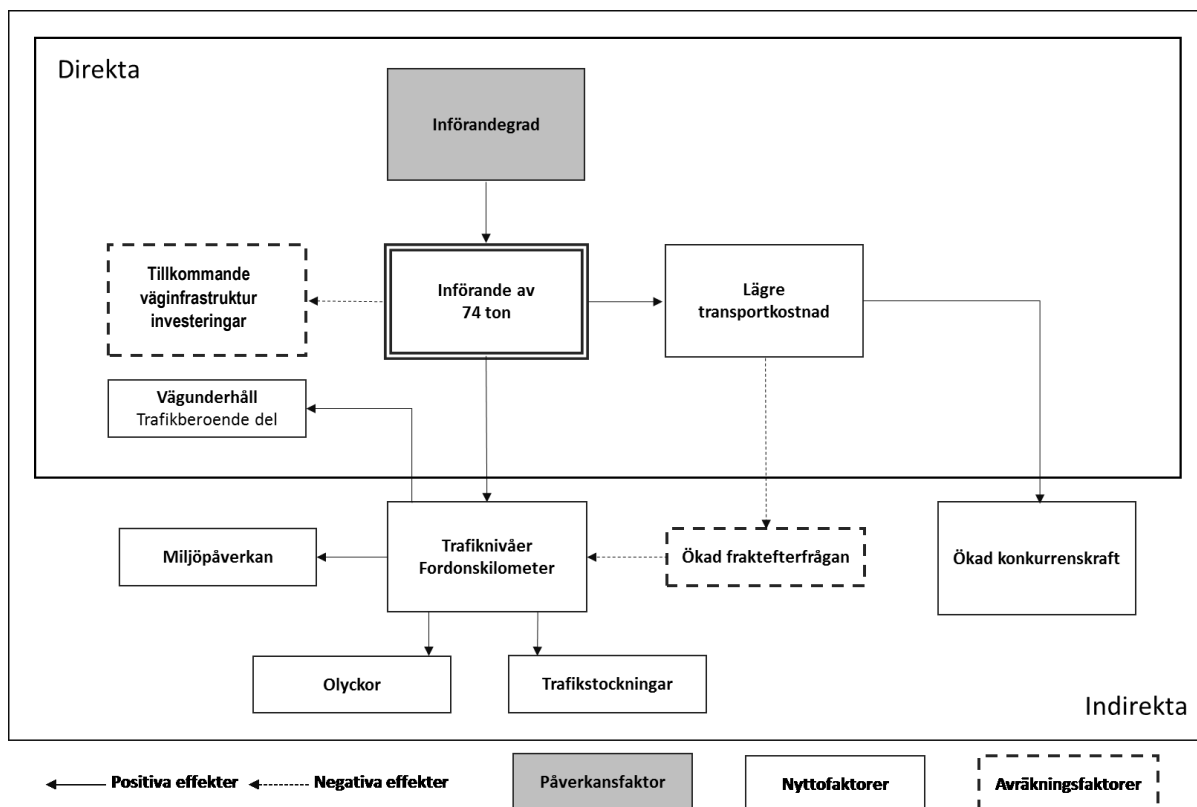 Direkta
Införandegrad
Tillkommande
väginfrastruktur
investeringar
Införande av
74 ton
Lägre
transportkostnad
Vägunderhåll
Trafikberoende del
Miljöpåverkan
Trafiknivåer
Fordonskilometer
Ökad fraktefterfrågan
Ökad konkurrenskraft
Olyckor
Trafikstockningar
Indirekta
Positiva effekter
Negativa effekter
Påverkansfaktor
Nyttofaktorer
Avräkningsfaktorer